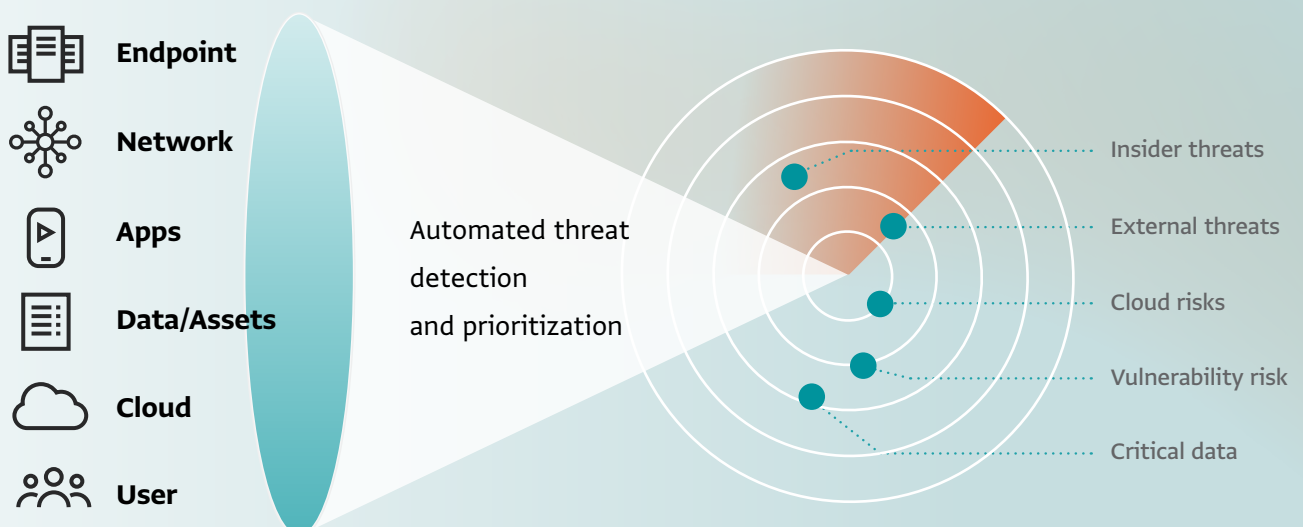 Endpoint
Network
Apps
Data/Assets
Cloud
User
Automated threat
detection
and prioritization
Insider threats
External threats
Cloud risks
Vulnerability risk
Critical data